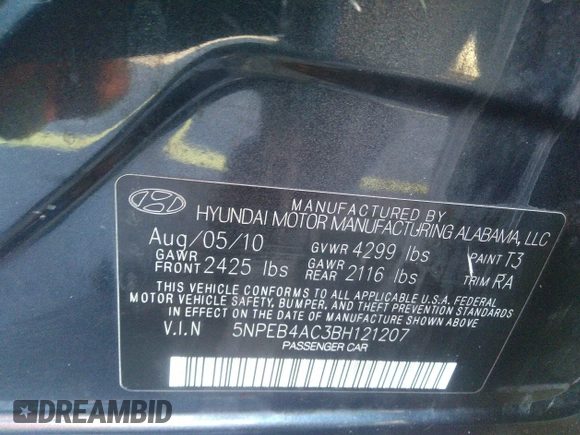 MANUFACTURED BY
HYUNDAI MOTOR MANUFACTURING ALABAMA, LLC
Aug/05/10 GVWR 4299 lbs PAINT T3
GAWR FRONT 2425 lbs GAWR REAR 2116 lbs TRIM RA
THIS VEHICLE CONFORMS TO ALL APPLICABLE U.S.A. FEDERAL
MOTOR VEHICLE SAFETY, BUMPER, AND THEFT PREVENTION STANDARDS
IN EFFECT ON THE DATE OF MANUFACTURE SHOWN ABOVE.
V.I.N 5NPEB4AC3BH121207
PASSENGER CAR
DREAMBID